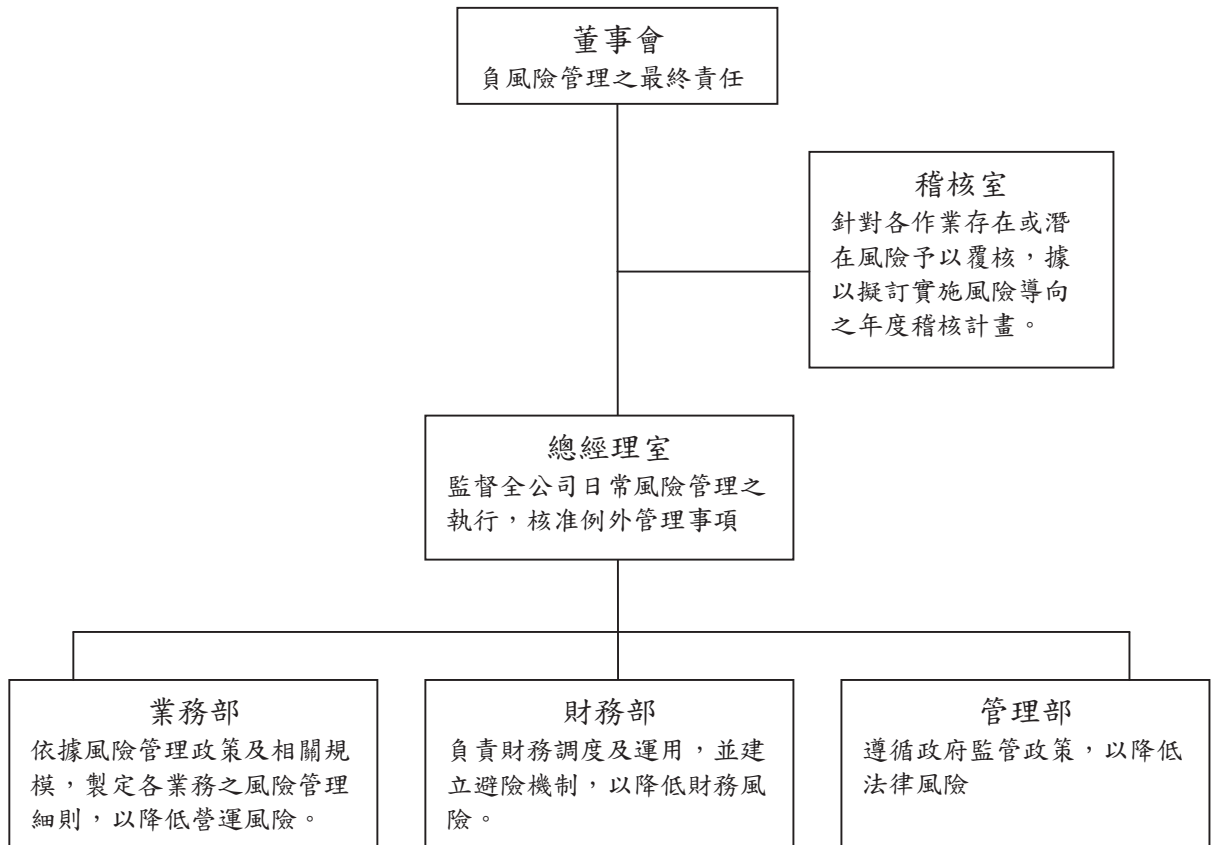 董事會
負風險管理之最終責任
稽核室
針對各作業存在或潛
在風險予以覆核，據
以擬訂實施風險導向
之年度稽核計畫。
總經理室
監督全公司日常風險管理之
執行，核准例外管理事項
業務部
依據風險管理政策及相關規
模，製定各業務之風險管理
細則，以降低營運風險。
財務部
負責財務調度及運用，並建
立避險機制，以降低財務風
險。
管理部
遵循政府監管政策，以降低
法律風險